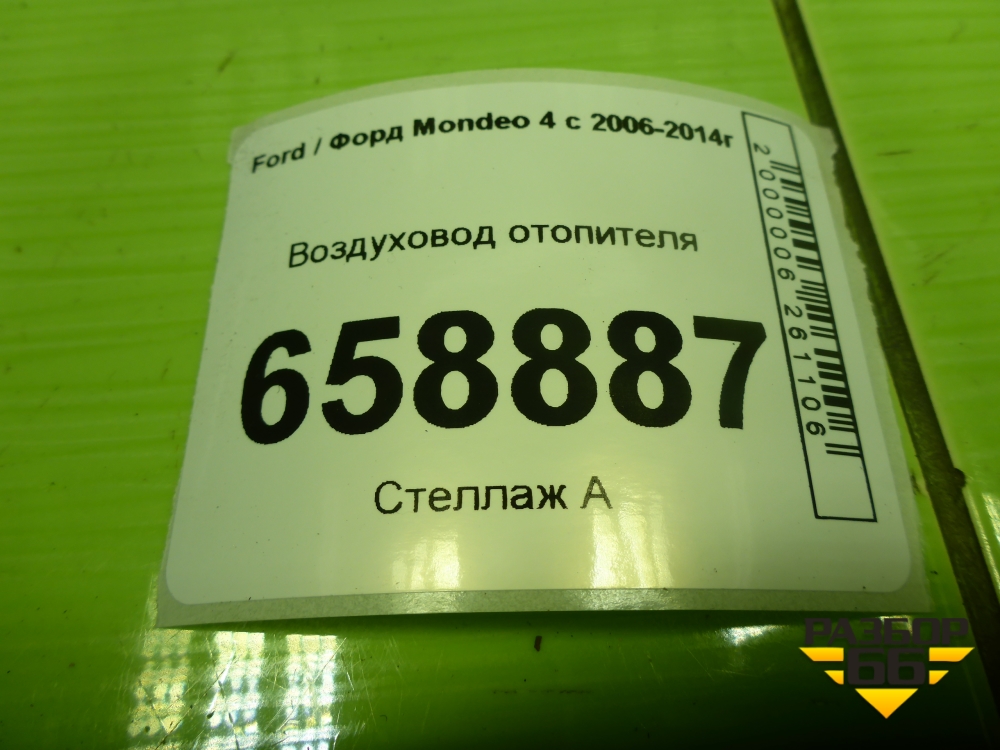 Ford / Форд Mondeo 4 с 2006-2014г
Воздуховод отопителя
658887
Стеллаж А
2000006261106
РАЗБОР
66